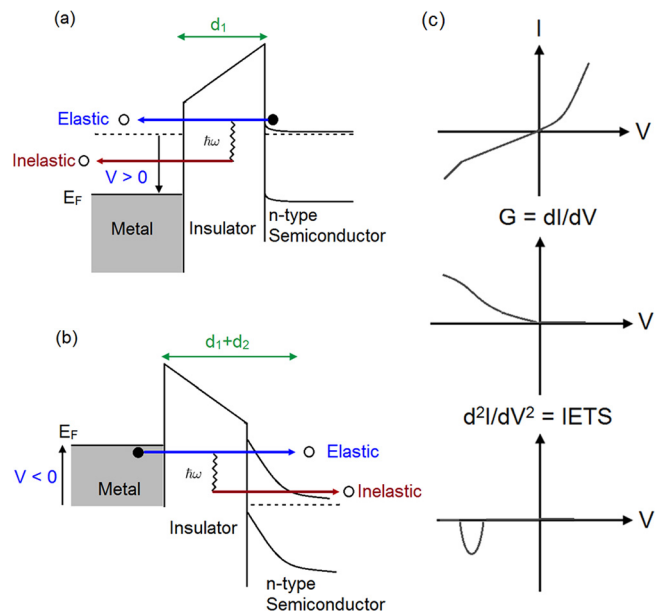 (a)
d1
Elastic
ħω
Inelastic
V > 0
EF
Metal
Insulator
n-type
Semiconductor
(b)
d1+d2
EF
Elastic
V < 0
ħω
Metal
Inelastic
Insulator
n-type
Semiconductor
(c)
I
V
G = dI/dV
V
d²I/dV² = IETS
V